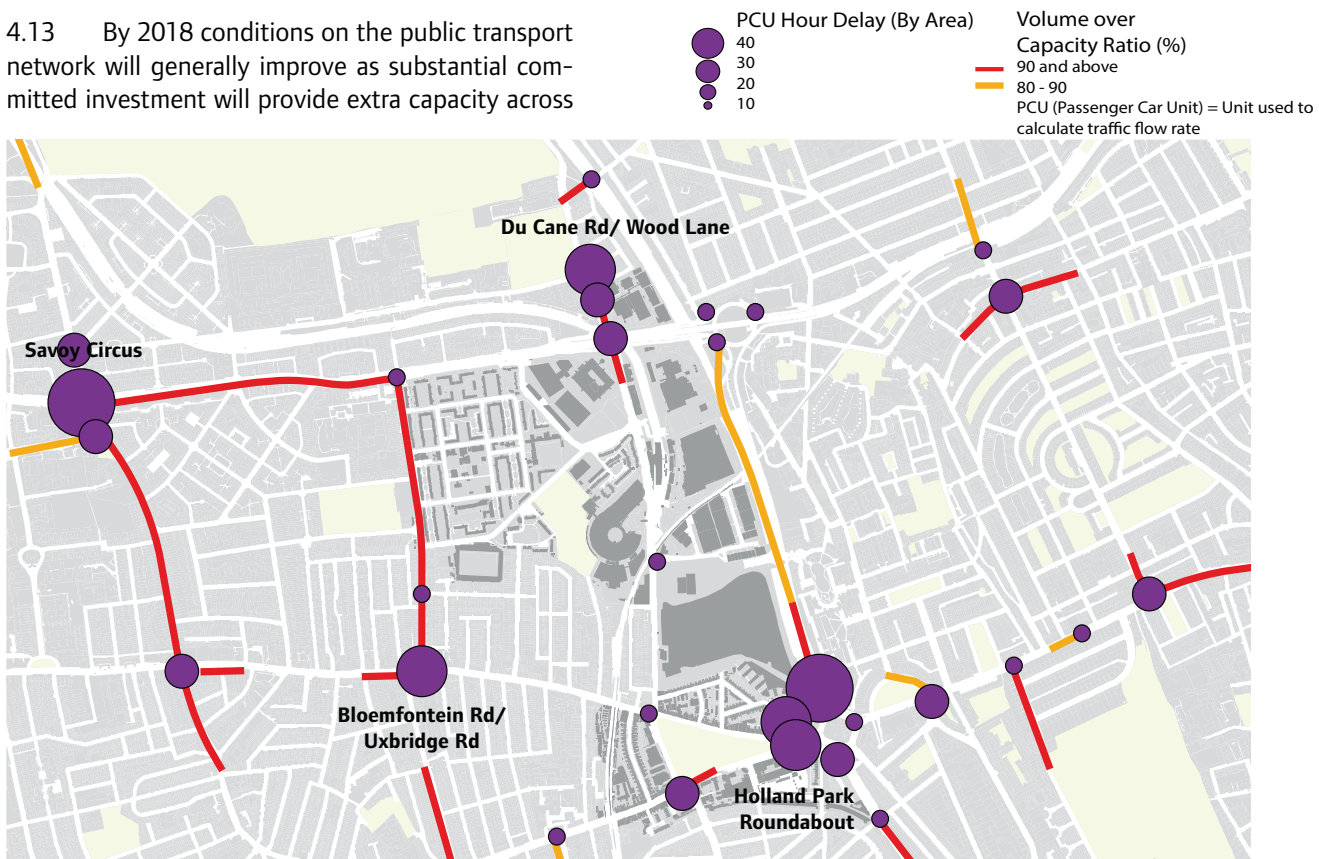 4.13 By 2018 conditions on the public transport
network will generally improve as substantial com-
mitted investment will provide extra capacity across
PCU Hour Delay (By Area)
40
30
20
10
Volume over
Capacity Ratio (%)
90 and above
80 - 90
PCU (Passenger Car Unit) = Unit used to
calculate traffic flow rate
Du Cane Rd/ Wood Lane
Savoy Circus
Bloemfontein Rd/
Uxbridge Rd
Holland Park
Roundabout